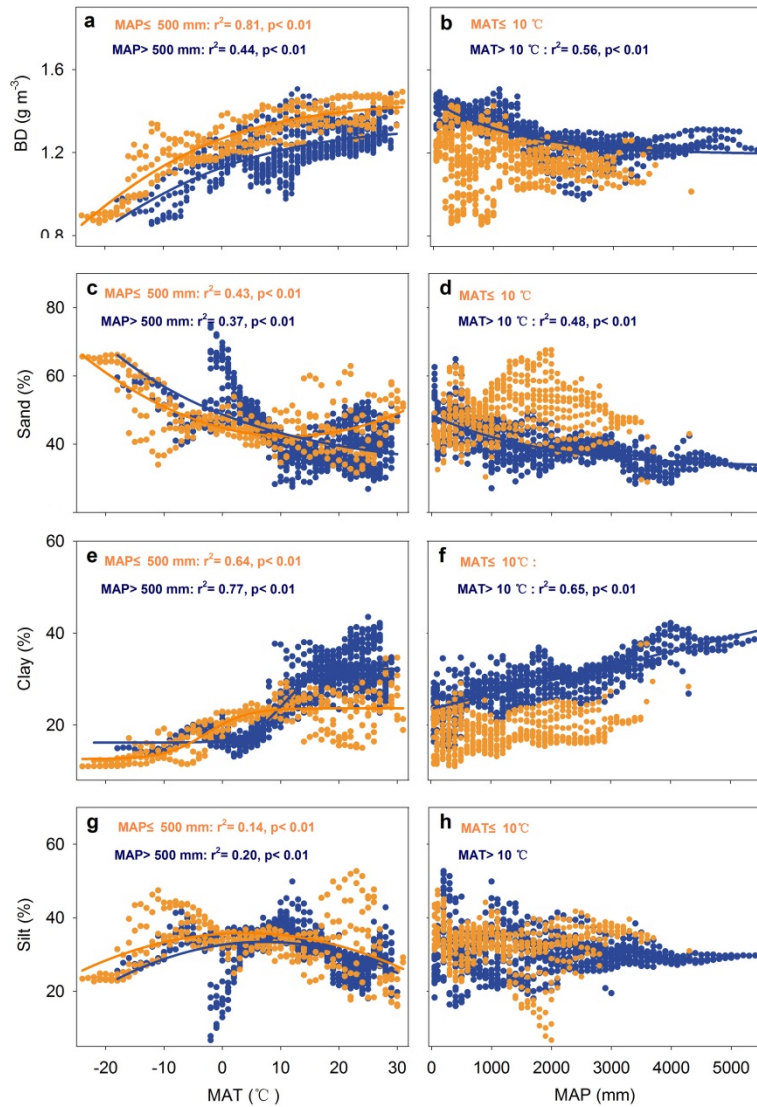 a MAP≤ 500 mm: r²= 0.81, p< 0.01
MAP> 500 mm: r²= 0.44, p< 0.01
b MAT≤ 10 ℃
MAT> 10 ℃ : r²= 0.56, p< 0.01
BD (g m⁻³)
1.6
1.2
0.8
c MAP≤ 500 mm: r²= 0.43, p< 0.01
MAP> 500 mm: r²= 0.37, p< 0.01
d MAT≤ 10 ℃
MAT> 10 ℃ : r²= 0.48, p< 0.01
Sand (%)
80
60
40
e MAP≤ 500 mm: r²= 0.64, p< 0.01
MAP> 500 mm: r²= 0.77, p< 0.01
f MAT≤ 10℃ :
MAT> 10 ℃ : r²= 0.65, p< 0.01
Clay (%)
60
40
20
g MAP≤ 500 mm: r²= 0.14, p< 0.01
MAP> 500 mm: r²= 0.20, p< 0.01
h MAT≤ 10℃
MAT> 10 ℃
Silt (%)
60
40
20
-20 -10 0 10 20 30
MAT (℃)
0 1000 2000 3000 4000 5000
MAP (mm)